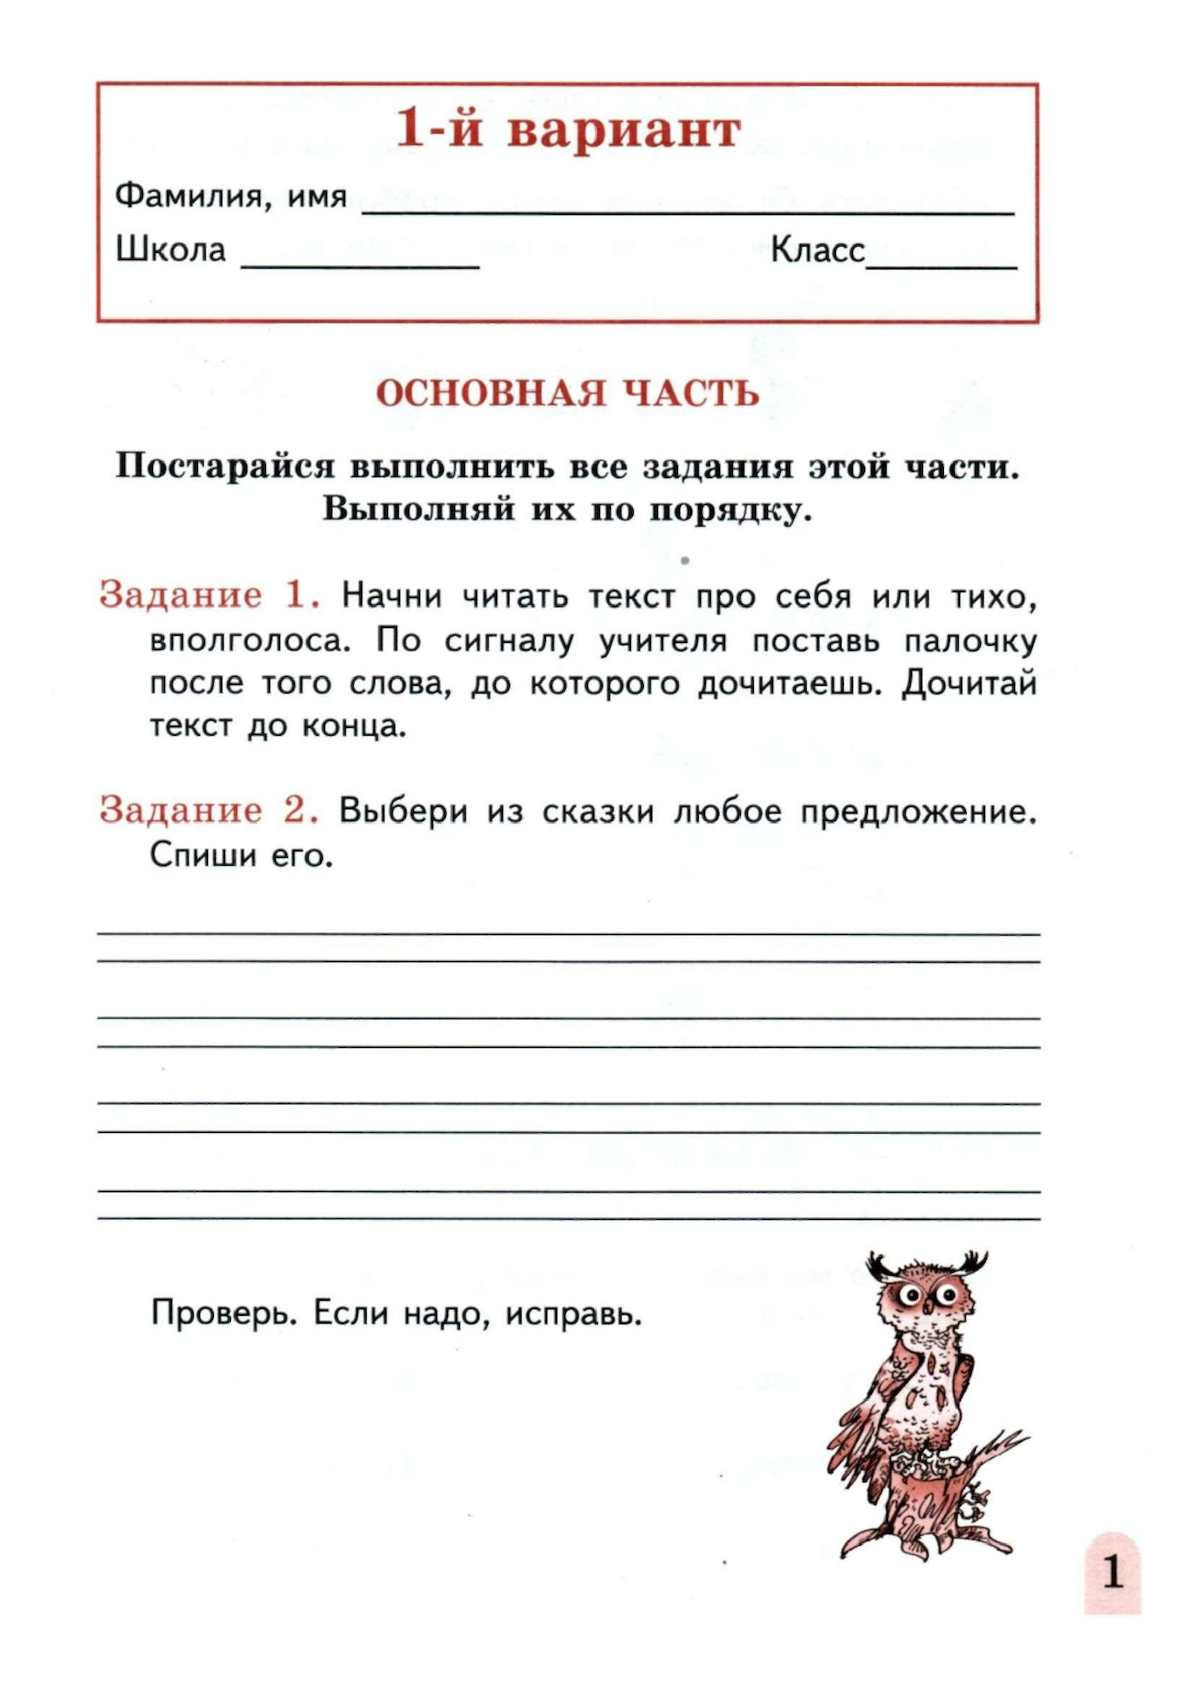 1-й вариант
Фамилия, имя
Школа Класс
ОСНОВНАЯ ЧАСТЬ
Постарайся выполнить все задания этой части.
Выполняй их по порядку.
Задание 1. Начни читать текст про себя или тихо,
вполголоса. По сигналу учителя поставь палочку
после того слова, до которого дочитаешь. Дочитай
текст до конца.
Задание 2. Выбери из сказки любое предложение.
Спиши его.
Проверь. Если надо, исправь.
1